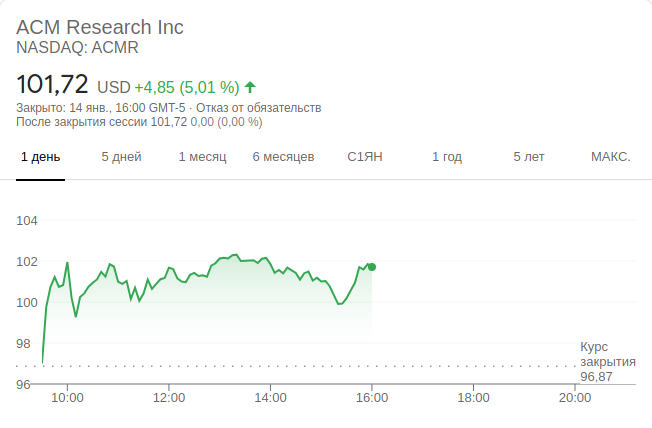 ACM Research Inc
NASDAQ: ACMR
101,72 USD +4,85 (5,01 %)
Закрыто: 14 янв., 16:00 GMT-5 · Отказ от обязательств
После закрытия сессии 101,72 0,00 (0,00 %)
1 день 5 дней 1 месяц 6 месяцев С1ЯН 1 год 5 лет МАКС.
104
102
100
98
Курс
закрытия
96,87
96
10:00 12:00 14:00 16:00 18:00 20:00